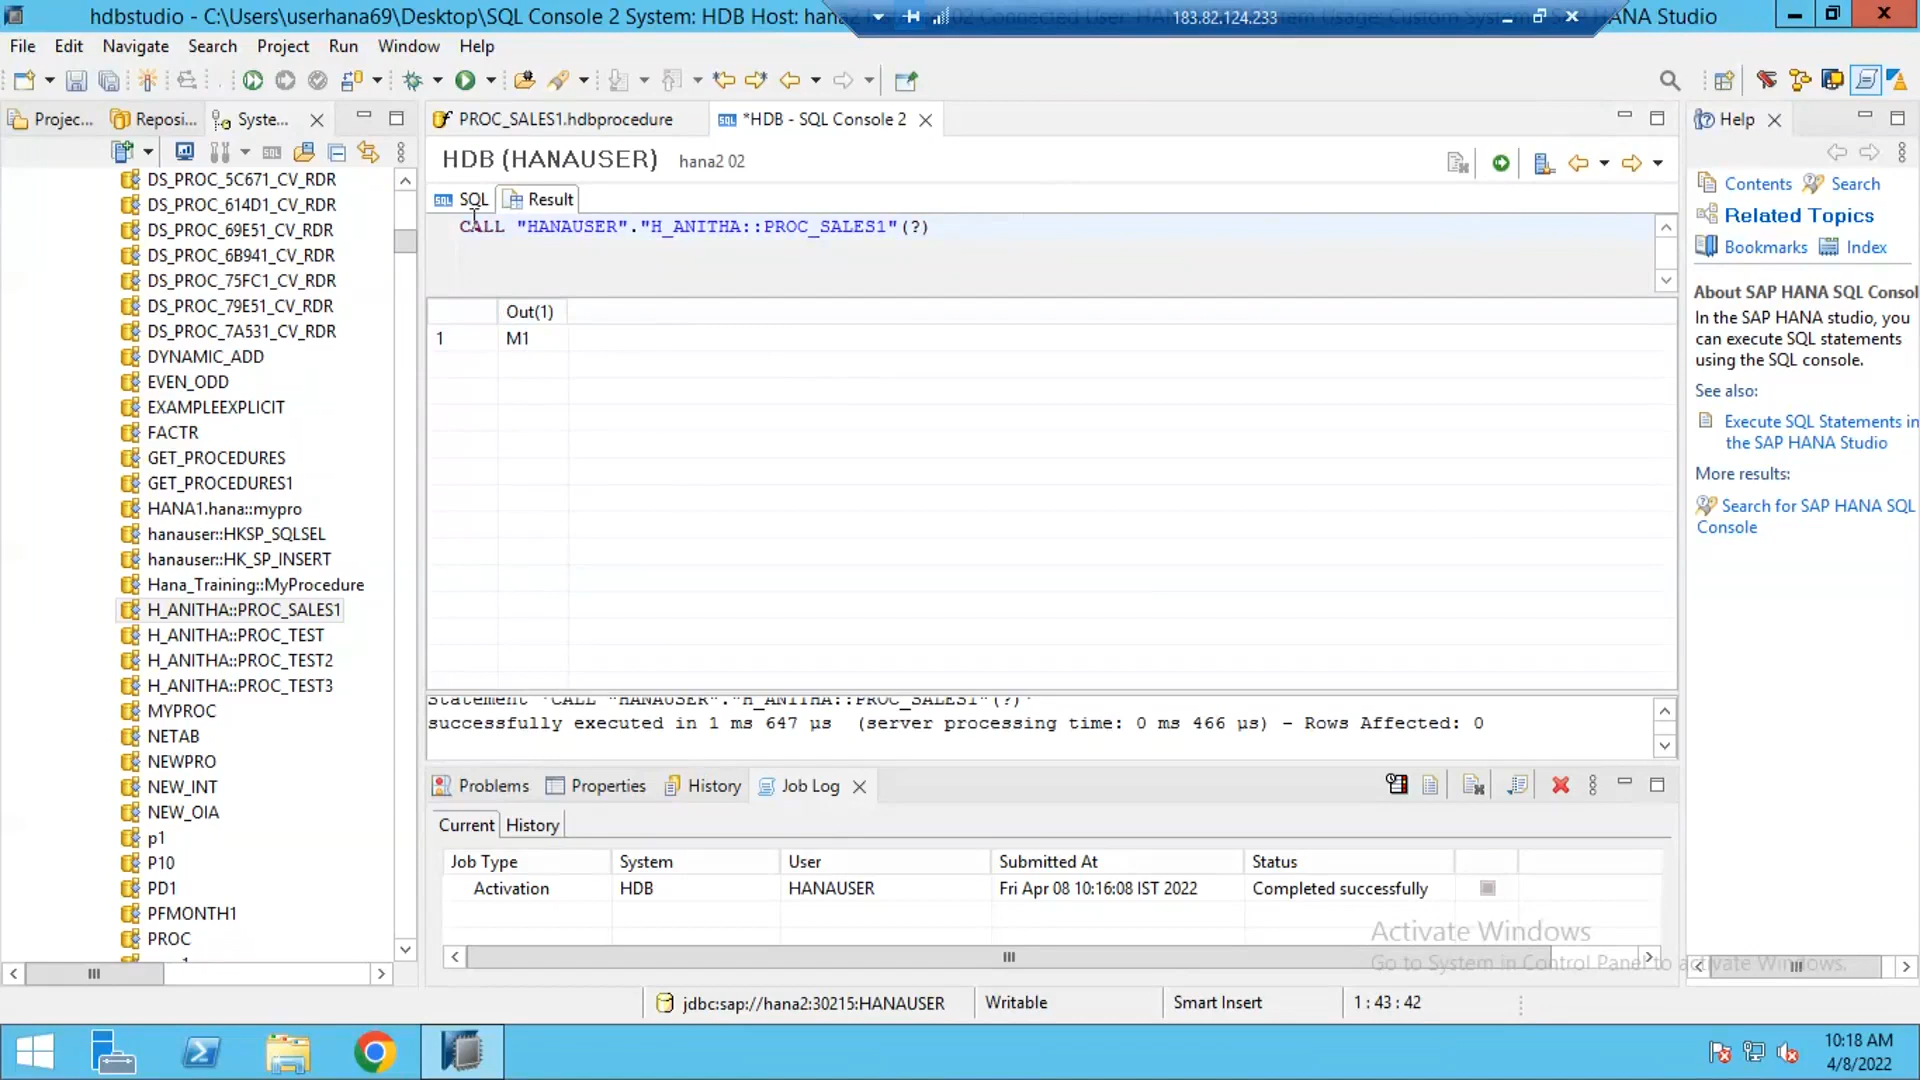 hdbstudio - C:\Users\userhana69\Desktop\SQL Console 2 System: HDB Host: hana2
183.82.124.233
HANA Studio
File Edit Navigate Search Project Run Window Help
Projec... Reposi... Syste...
PROC_SALES1.hdbprocedure
*HDB - SQL Console 2
HDB (HANAUSER) hana2 02
SQL Result
CALL "HANAUSER"."H_ANITHA::PROC_SALES1"(?)
Out(1)
1 M1
Statement 'CALL "HANAUSER"."H_ANITHA::PROC_SALES1"(?)'
successfully executed in 1 ms 647 µs (server processing time: 0 ms 466 µs) - Rows Affected: 0
DS_PROC_5C671_CV_RDR
DS_PROC_614D1_CV_RDR
DS_PROC_69E51_CV_RDR
DS_PROC_6B941_CV_RDR
DS_PROC_75FC1_CV_RDR
DS_PROC_79E51_CV_RDR
DS_PROC_7A531_CV_RDR
DYNAMIC_ADD
EVEN_ODD
EXAMPLEEXPLICIT
FACTR
GET_PROCEDURES
GET_PROCEDURES1
HANA1.hana::mypro
hanauser::HKSP_SQLSEL
hanauser::HK_SP_INSERT
Hana_Training::MyProcedure
H_ANITHA::PROC_SALES1
H_ANITHA::PROC_TEST
H_ANITHA::PROC_TEST2
H_ANITHA::PROC_TEST3
MYPROC
NETAB
NEWPRO
NEW_INT
NEW_OIA
p1
P10
PD1
PFMONTH1
PROC
Problems Properties History Job Log
Current History
Job Type System User Submitted At Status
Activation HDB HANAUSER Fri Apr 08 10:16:08 IST 2022 Completed successfully
Help
Contents Search
Related Topics
Bookmarks Index
About SAP HANA SQL Consol
In the SAP HANA studio, you
can execute SQL statements
using the SQL console.
See also:
Execute SQL Statements in
the SAP HANA Studio
More results:
Search for SAP HANA SQL
Console
Activate Windows
Go to System in Control Panel to activate Windows.
jdbc:sap://hana2:30215:HANAUSER Writable Smart Insert 1 : 43 : 42
10:18 AM
4/8/2022